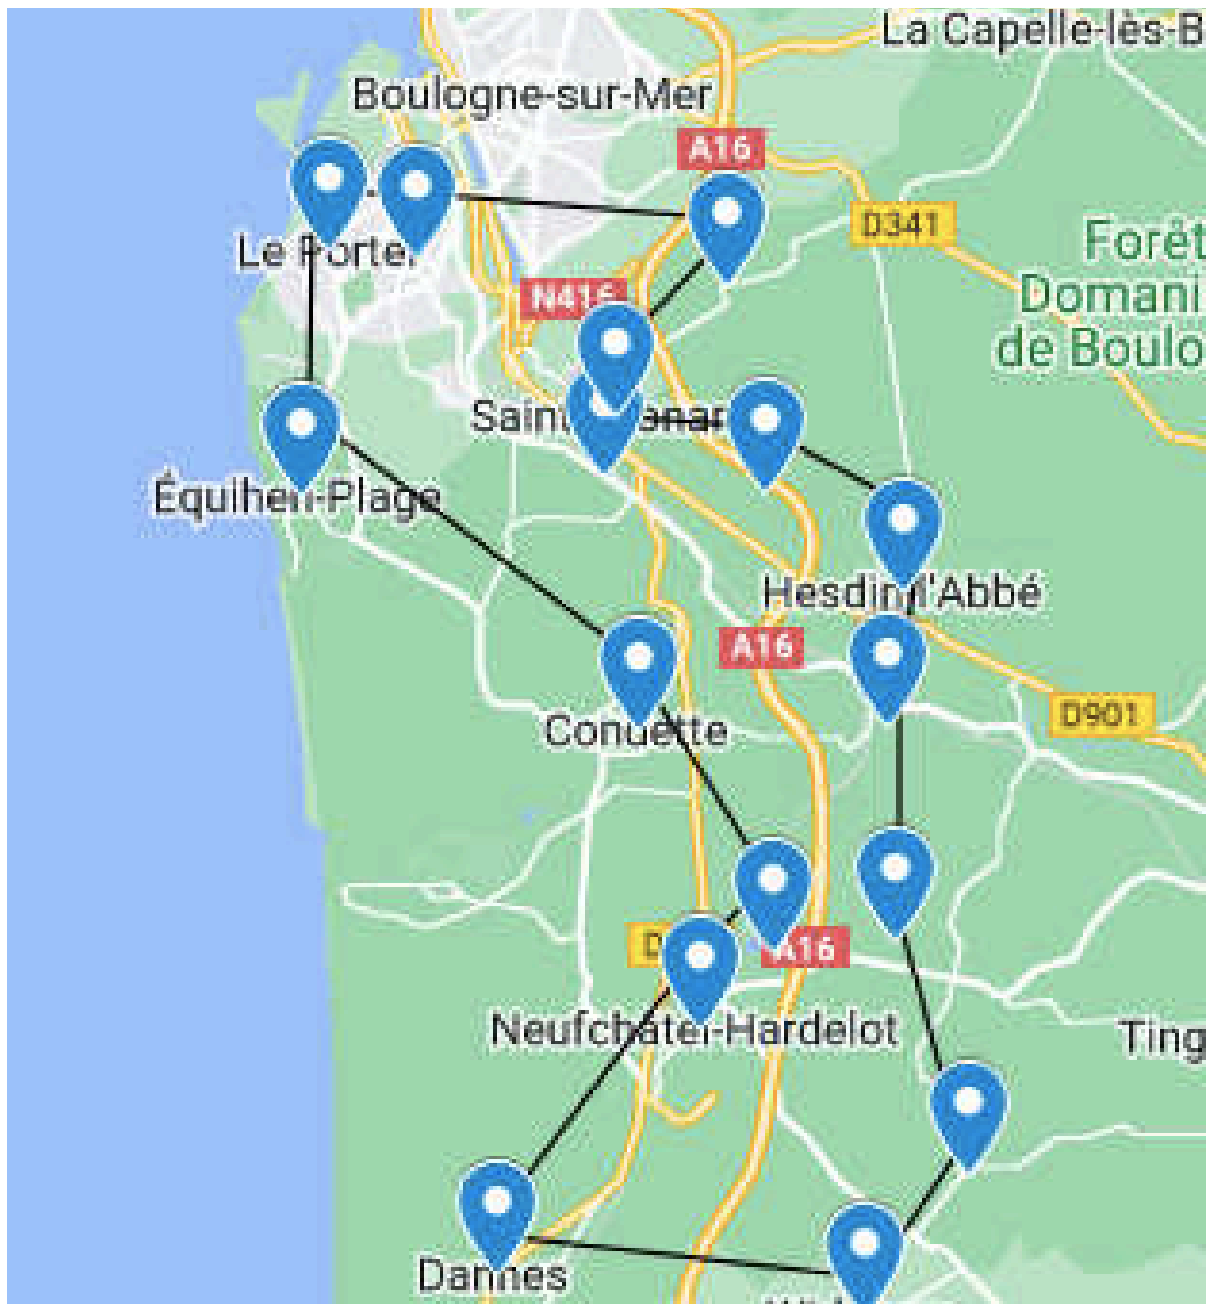 La Capelle-lès-B
Boulogne-sur-Mer
A16
D341
Le Portel
Forêt
Domani
de Boulo
N416
Équihen-Plage
Hesdin-l'Abbé
A16
D901
Condette
A16
Neufchâtel-Hardelot
Ting
Dannes